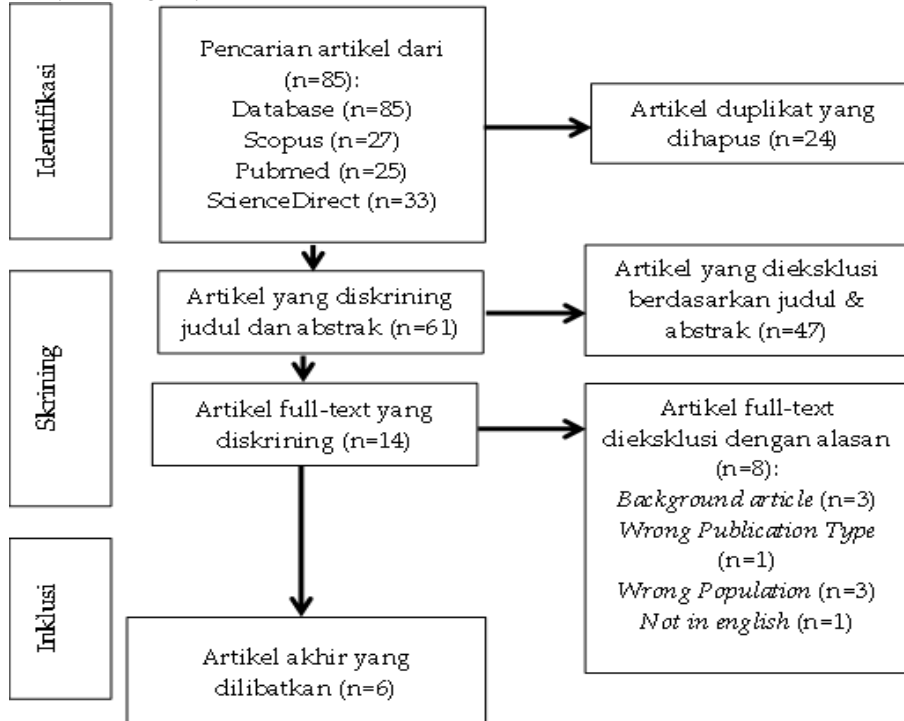 Identifikasi
Pencarian artikel dari
(n=85):
Database (n=85)
Scopus (n=27)
Pubmed (n=25)
ScienceDirect (n=33)
Artikel duplikat yang
dihapus (n=24)
Skrining
Artikel yang diskrining
judul dan abstrak (n=61)
Artikel yang dieksklusi
berdasarkan judul &
abstrak (n=47)
Artikel full-text yang
diskrining (n=14)
Artikel full-text
dieksklusi dengan alasan
(n=8):
Background article (n=3)
Wrong Publication Type
(n=1)
Wrong Population (n=3)
Not in english (n=1)
Inklusi
Artikel akhir yang
dilibatkan (n=6)